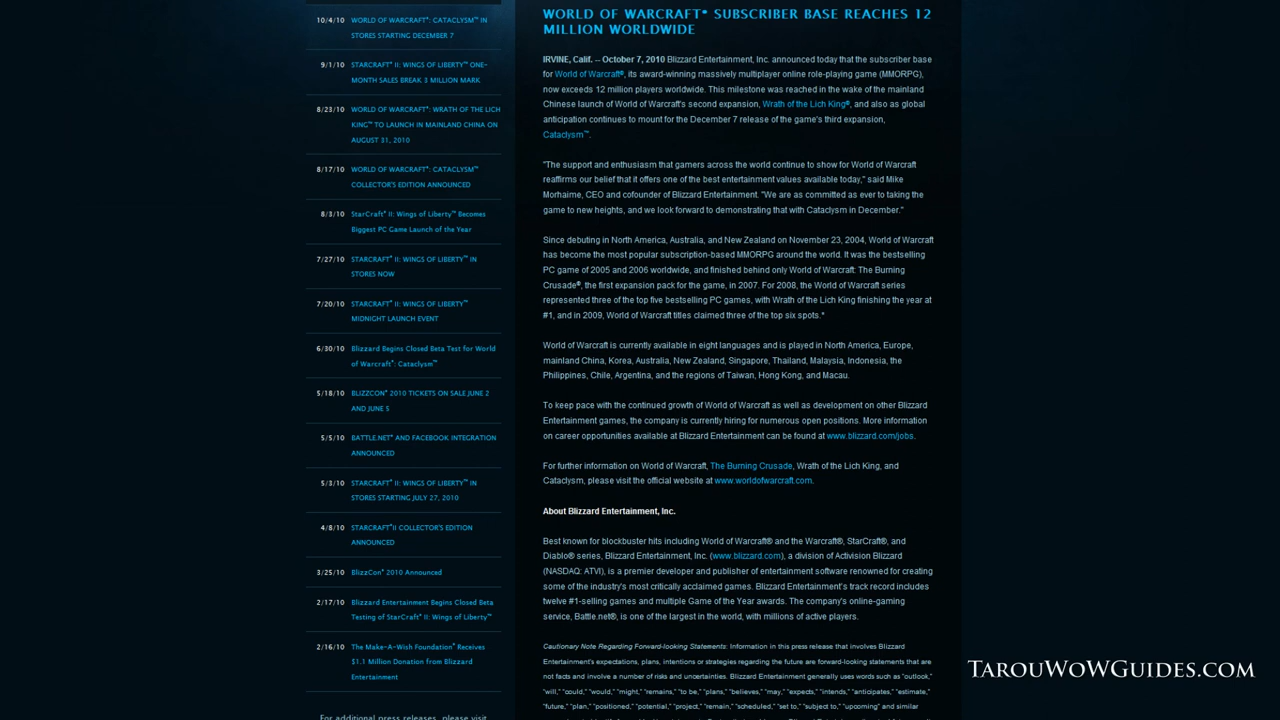 10/4/10 WORLD OF WARCRAFT®: CATACLYSM™ IN
STORES STARTING DECEMBER 7
9/1/10 STARCRAFT® II: WINGS OF LIBERTY™ ONE-
MONTH SALES BREAK 3 MILLION MARK
8/23/10 WORLD OF WARCRAFT®: WRATH OF THE LICH
KING™ TO LAUNCH IN MAINLAND CHINA ON
AUGUST 31, 2010
8/17/10 WORLD OF WARCRAFT®: CATACLYSM™
COLLECTOR'S EDITION ANNOUNCED
8/3/10 StarCraft® II: Wings of Liberty™ Becomes
Biggest PC Game Launch of the Year
7/27/10 STARCRAFT® II: WINGS OF LIBERTY™ IN
STORES NOW
7/20/10 STARCRAFT® II: WINGS OF LIBERTY™
MIDNIGHT LAUNCH EVENT
6/30/10 Blizzard Begins Closed Beta Test for World
of Warcraft®: Cataclysm™
5/18/10 BLIZZCON® 2010 TICKETS ON SALE JUNE 2
AND JUNE 5
5/5/10 BATTLE.NET® AND FACEBOOK INTEGRATION
ANNOUNCED
5/3/10 STARCRAFT® II: WINGS OF LIBERTY™ IN
STORES STARTING JULY 27, 2010
4/8/10 STARCRAFT®II COLLECTOR'S EDITION
ANNOUNCED
3/25/10 BlizzCon® 2010 Announced
2/17/10 Blizzard Entertainment Begins Closed Beta
Testing of StarCraft® II: Wings of Liberty™
2/16/10 The Make-A-Wish Foundation® Receives
$1.1 Million Donation from Blizzard
Entertainment
For additional press releases, please visit
WORLD OF WARCRAFT® SUBSCRIBER BASE REACHES 12
MILLION WORLDWIDE
IRVINE, Calif. -- October 7, 2010 Blizzard Entertainment, Inc. announced today that the subscriber base
for World of Warcraft®, its award-winning massively multiplayer online role-playing game (MMORPG),
now exceeds 12 million players worldwide. This milestone was reached in the wake of the mainland
Chinese launch of World of Warcraft's second expansion, Wrath of the Lich King®, and also as global
anticipation continues to mount for the December 7 release of the game's third expansion,
Cataclysm™.
"The support and enthusiasm that gamers across the world continue to show for World of Warcraft
reaffirms our belief that it offers one of the best entertainment values available today," said Mike
Morhaime, CEO and cofounder of Blizzard Entertainment. "We are as committed as ever to taking the
game to new heights, and we look forward to demonstrating that with Cataclysm in December."
Since debuting in North America, Australia, and New Zealand on November 23, 2004, World of Warcraft
has become the most popular subscription-based MMORPG around the world. It was the bestselling
PC game of 2005 and 2006 worldwide, and finished behind only World of Warcraft: The Burning
Crusade®, the first expansion pack for the game, in 2007. For 2008, the World of Warcraft series
represented three of the top five bestselling PC games, with Wrath of the Lich King finishing the year at
#1, and in 2009, World of Warcraft titles claimed three of the top six spots.*
World of Warcraft is currently available in eight languages and is played in North America, Europe,
mainland China, Korea, Australia, New Zealand, Singapore, Thailand, Malaysia, Indonesia, the
Philippines, Chile, Argentina, and the regions of Taiwan, Hong Kong, and Macau.
To keep pace with the continued growth of World of Warcraft as well as development on other Blizzard
Entertainment games, the company is currently hiring for numerous open positions. More information
on career opportunities available at Blizzard Entertainment can be found at www.blizzard.com/jobs.
For further information on World of Warcraft, The Burning Crusade, Wrath of the Lich King, and
Cataclysm, please visit the official website at www.worldofwarcraft.com.
About Blizzard Entertainment, Inc.
Best known for blockbuster hits including World of Warcraft® and the Warcraft®, StarCraft®, and
Diablo® series, Blizzard Entertainment, Inc. (www.blizzard.com), a division of Activision Blizzard
(NASDAQ: ATVI), is a premier developer and publisher of entertainment software renowned for creating
some of the industry's most critically acclaimed games. Blizzard Entertainment's track record includes
twelve #1-selling games and multiple Game of the Year awards. The company's online-gaming
service, Battle.net®, is one of the largest in the world, with millions of active players.
Cautionary Note Regarding Forward-looking Statements: Information in this press release that involves Blizzard
Entertainment's expectations, plans, intentions or strategies regarding the future are forward-looking statements that are
not facts and involve a number of risks and uncertainties. Blizzard Entertainment generally uses words such as "outlook,"
"will," "could," "would," "might," "remains," "to be," "plans," "believes," "may," "expects," "intends," "anticipates," "estimate,"
"future," "plan," "positioned," "potential," "project," "remain," "scheduled," "set to," "subject to," "upcoming" and similar
TAROUWOWGUIDES.COM